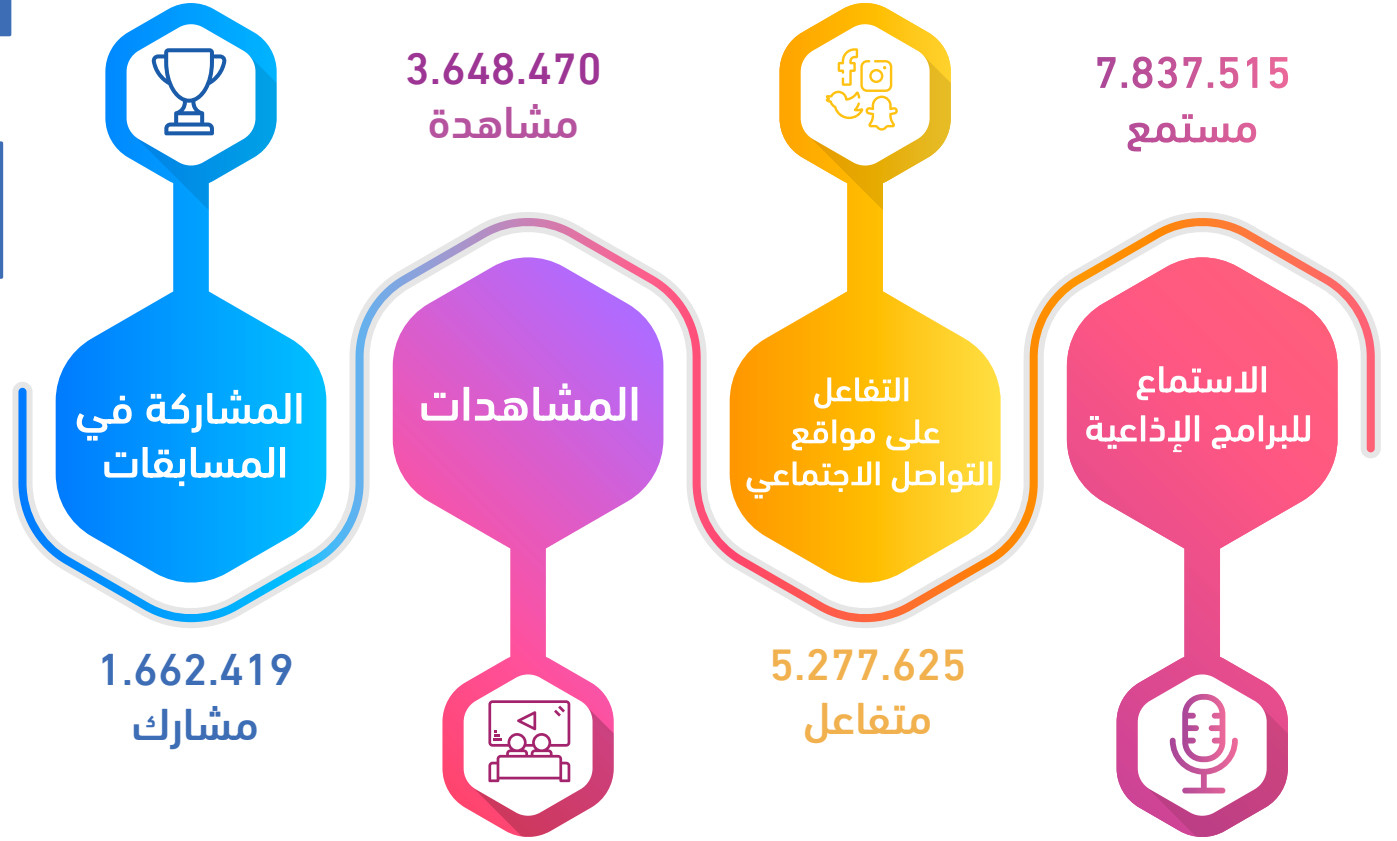 7.837.515
مستمع
الاستماع
للبرامج الإذاعية
التفاعل
على مواقع
التواصل الاجتماعي
5.277.625
متفاعل
3.648.470
مشاهدة
المشاهدات
المشاركة في
المسابقات
1.662.419
مشارك